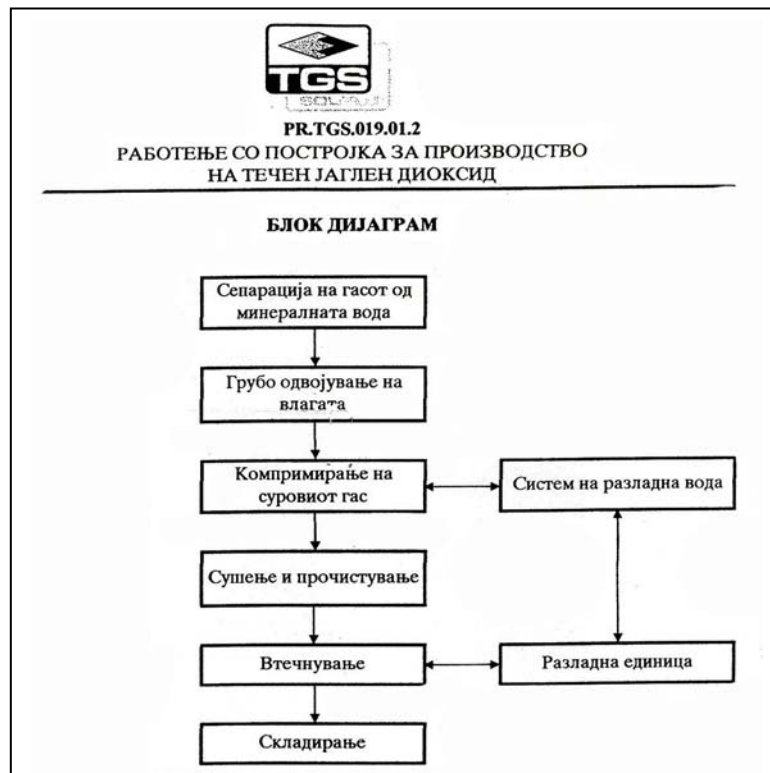 TGS
PR.TGS.019.01.2
РАБОТЕЊЕ СО ПОСТРОЈКА ЗА ПРОИЗВОДСТВО
НА ТЕЧЕН ЈАГЛЕН ДИОКСИД
БЛОК ДИЈАГРАМ
Сепарација на гасот од
минералната вода
Грубо одвојување на
влагата
Компримирање на
суровиот гас
Систем на разладна вода
Сушење и прочистување
Втечнување
Разладна единица
Складирање